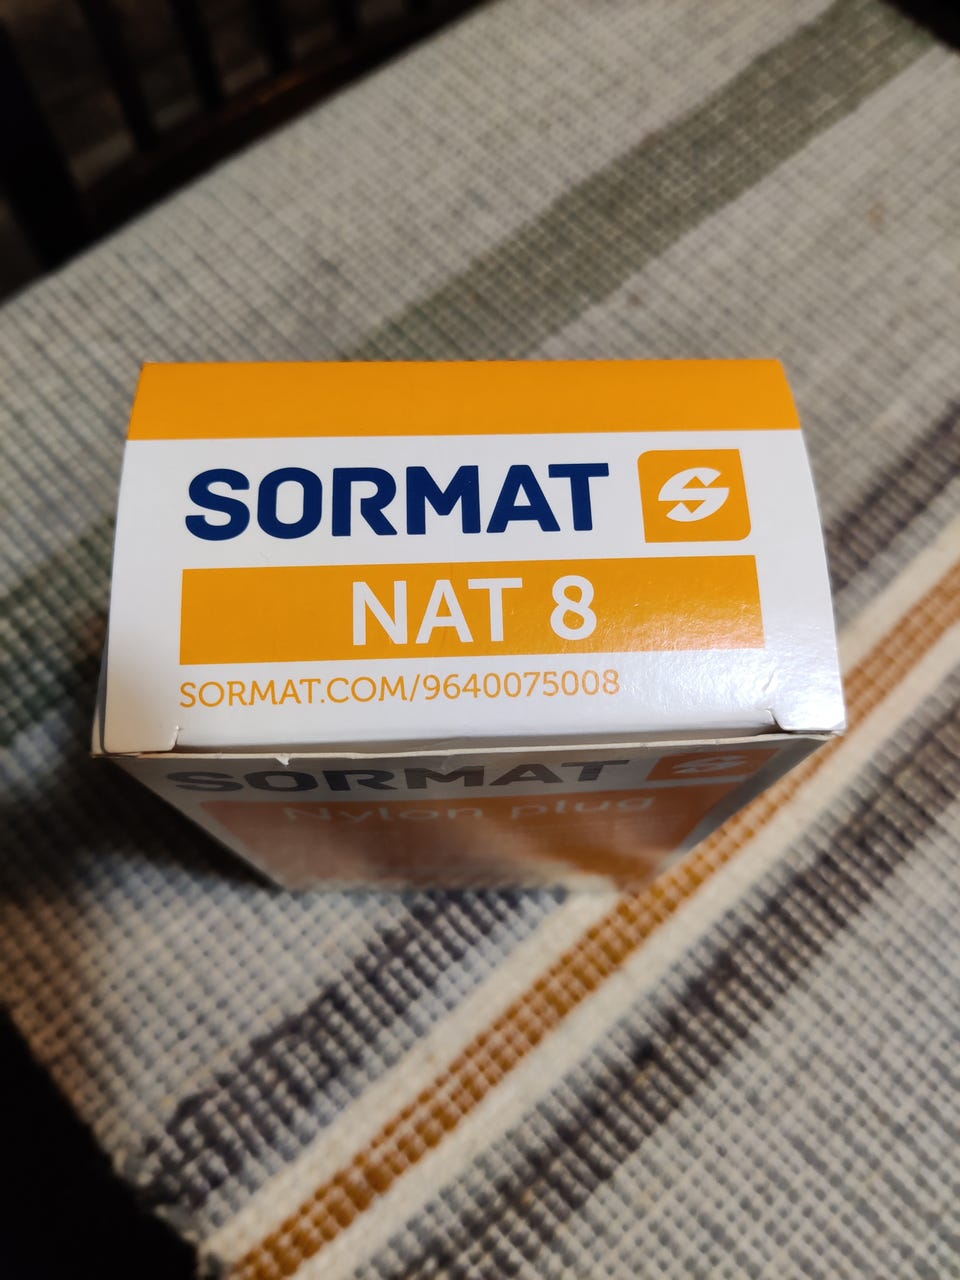 SORMAT
NAT 8
SORMAT.COM/9640075008
SORMAT
Nylon plug